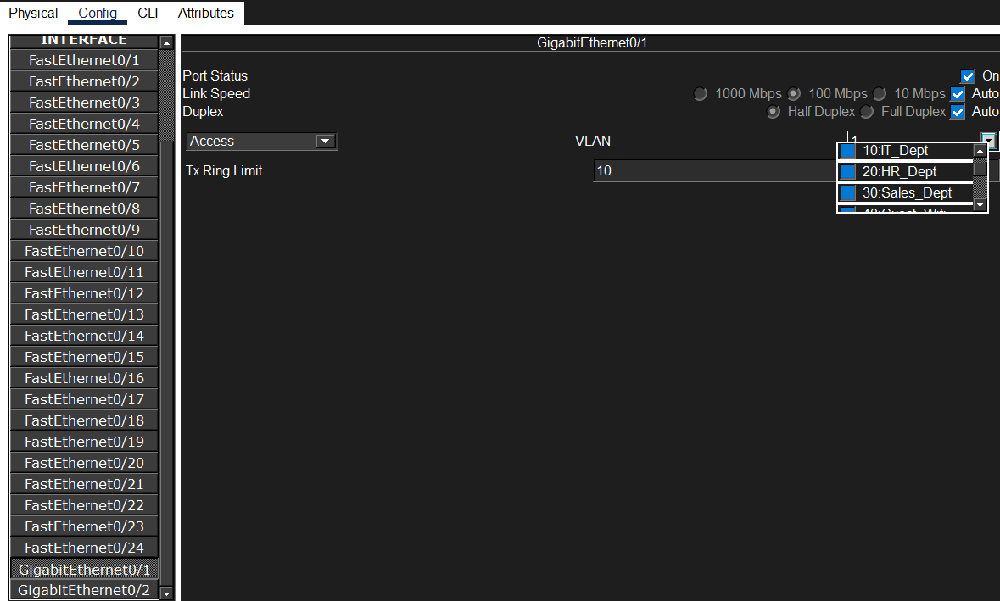 Physical Config CLI Attributes
INTERFACE
FastEthernet0/1
FastEthernet0/2
FastEthernet0/3
FastEthernet0/4
FastEthernet0/5
FastEthernet0/6
FastEthernet0/7
FastEthernet0/8
FastEthernet0/9
FastEthernet0/10
FastEthernet0/11
FastEthernet0/12
FastEthernet0/13
FastEthernet0/14
FastEthernet0/15
FastEthernet0/16
FastEthernet0/17
FastEthernet0/18
FastEthernet0/19
FastEthernet0/20
FastEthernet0/21
FastEthernet0/22
FastEthernet0/23
FastEthernet0/24
GigabitEthernet0/1
GigabitEthernet0/2
GigabitEthernet0/1
Port Status On
Link Speed 1000 Mbps 100 Mbps 10 Mbps Auto
Duplex Half Duplex Full Duplex Auto
Access VLAN 1
10:IT_Dept
Tx Ring Limit 10
20:HR_Dept
30:Sales_Dept
40:Guest_Wifi